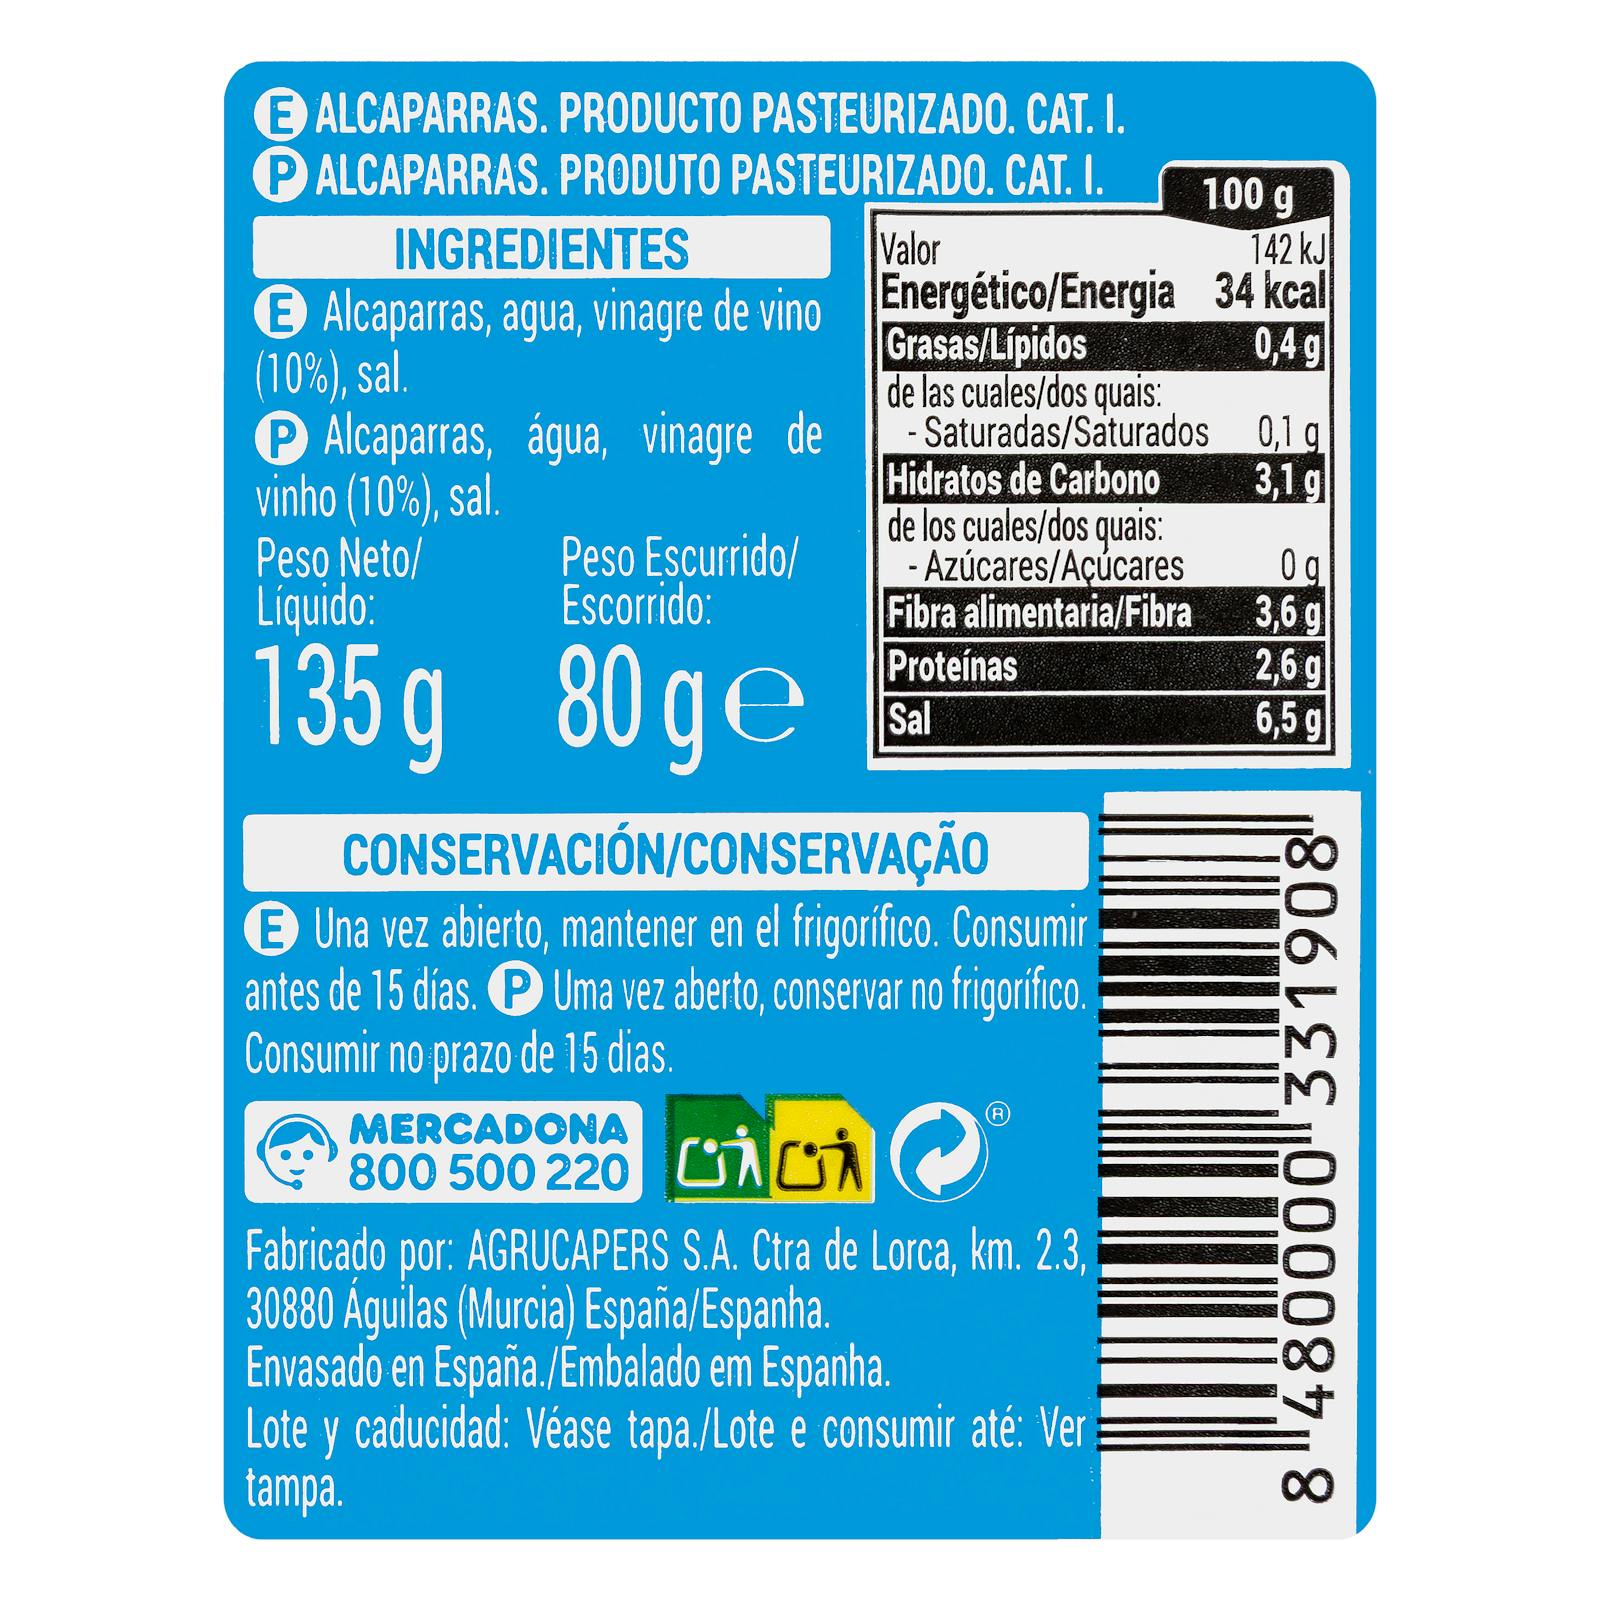 E ALCAPARRAS. PRODUCTO PASTEURIZADO. CAT. I.
P ALCAPARRAS. PRODUTO PASTEURIZADO. CAT. I.
INGREDIENTES
E Alcaparras, agua, vinagre de vino
(10%), sal.
P Alcaparras, água, vinagre de
vinho (10%), sal.
Peso Neto/
Líquido:
135 g
Peso Escurrido/
Escorrido:
80 g e
100 g
Valor 142 kJ
Energético/Energia 34 kcal
Grasas/Lípidos 0,4 g
de las cuales/dos quais:
- Saturadas/Saturados 0,1 g
Hidratos de Carbono 3,1 g
de los cuales/dos quais:
- Azúcares/Açúcares 0 g
Fibra alimentaria/Fibra 3,6 g
Proteínas 2,6 g
Sal 6,5 g
CONSERVACIÓN/CONSERVAÇÃO
E Una vez abierto, mantener en el frigorífico. Consumir
antes de 15 días. P Uma vez aberto, conservar no frigorífico.
Consumir no prazo de 15 dias.
MERCADONA
800 500 220
®
Fabricado por: AGRUCAPERS S.A. Ctra de Lorca, km. 2.3,
30880 Águilas (Murcia) España/Espanha.
Envasado en España./Embalado em Espanha.
Lote y caducidad: Véase tapa./Lote e consumir até: Ver
tampa.
8 480000 331908